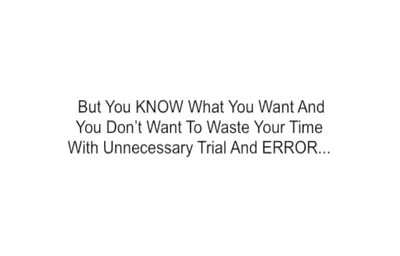 But You KNOW What You Want And
You Don’t Want To Waste Your Time
With Unnecessary Trial And ERROR...